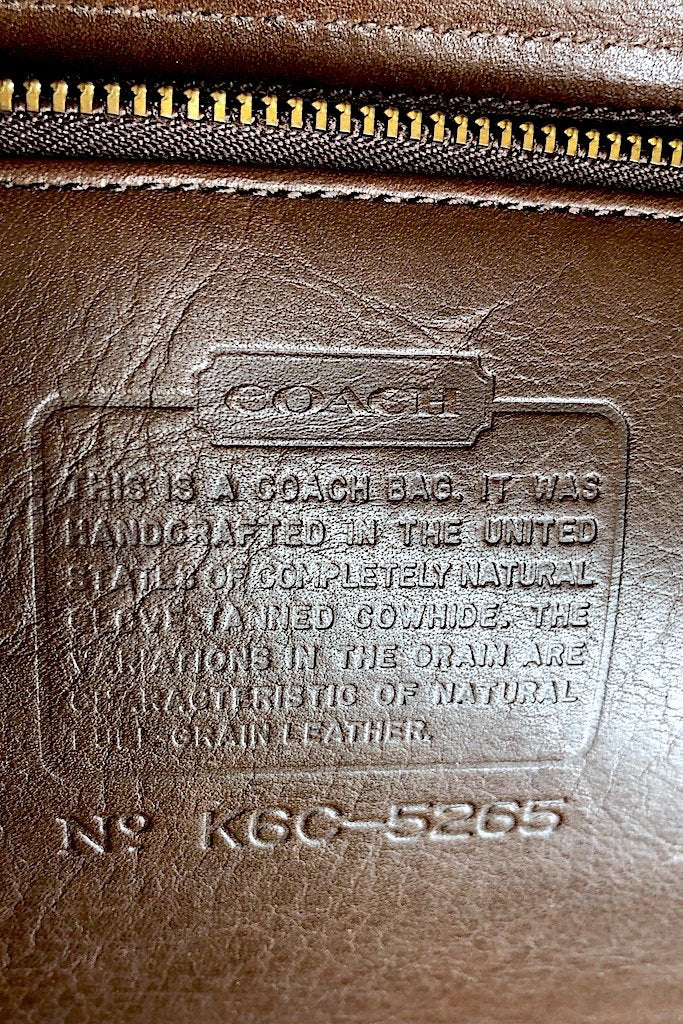 COACH
THIS IS A COACH BAG. IT WAS
HANDCRAFTED IN THE UNITED
STATES OF COMPLETELY NATURAL
GLOVE TANNED COWHIDE. THE
VARIATIONS IN THE GRAIN ARE
CHARACTERISTIC OF NATURAL
FULL-GRAIN LEATHER.
Nº K6C-5265